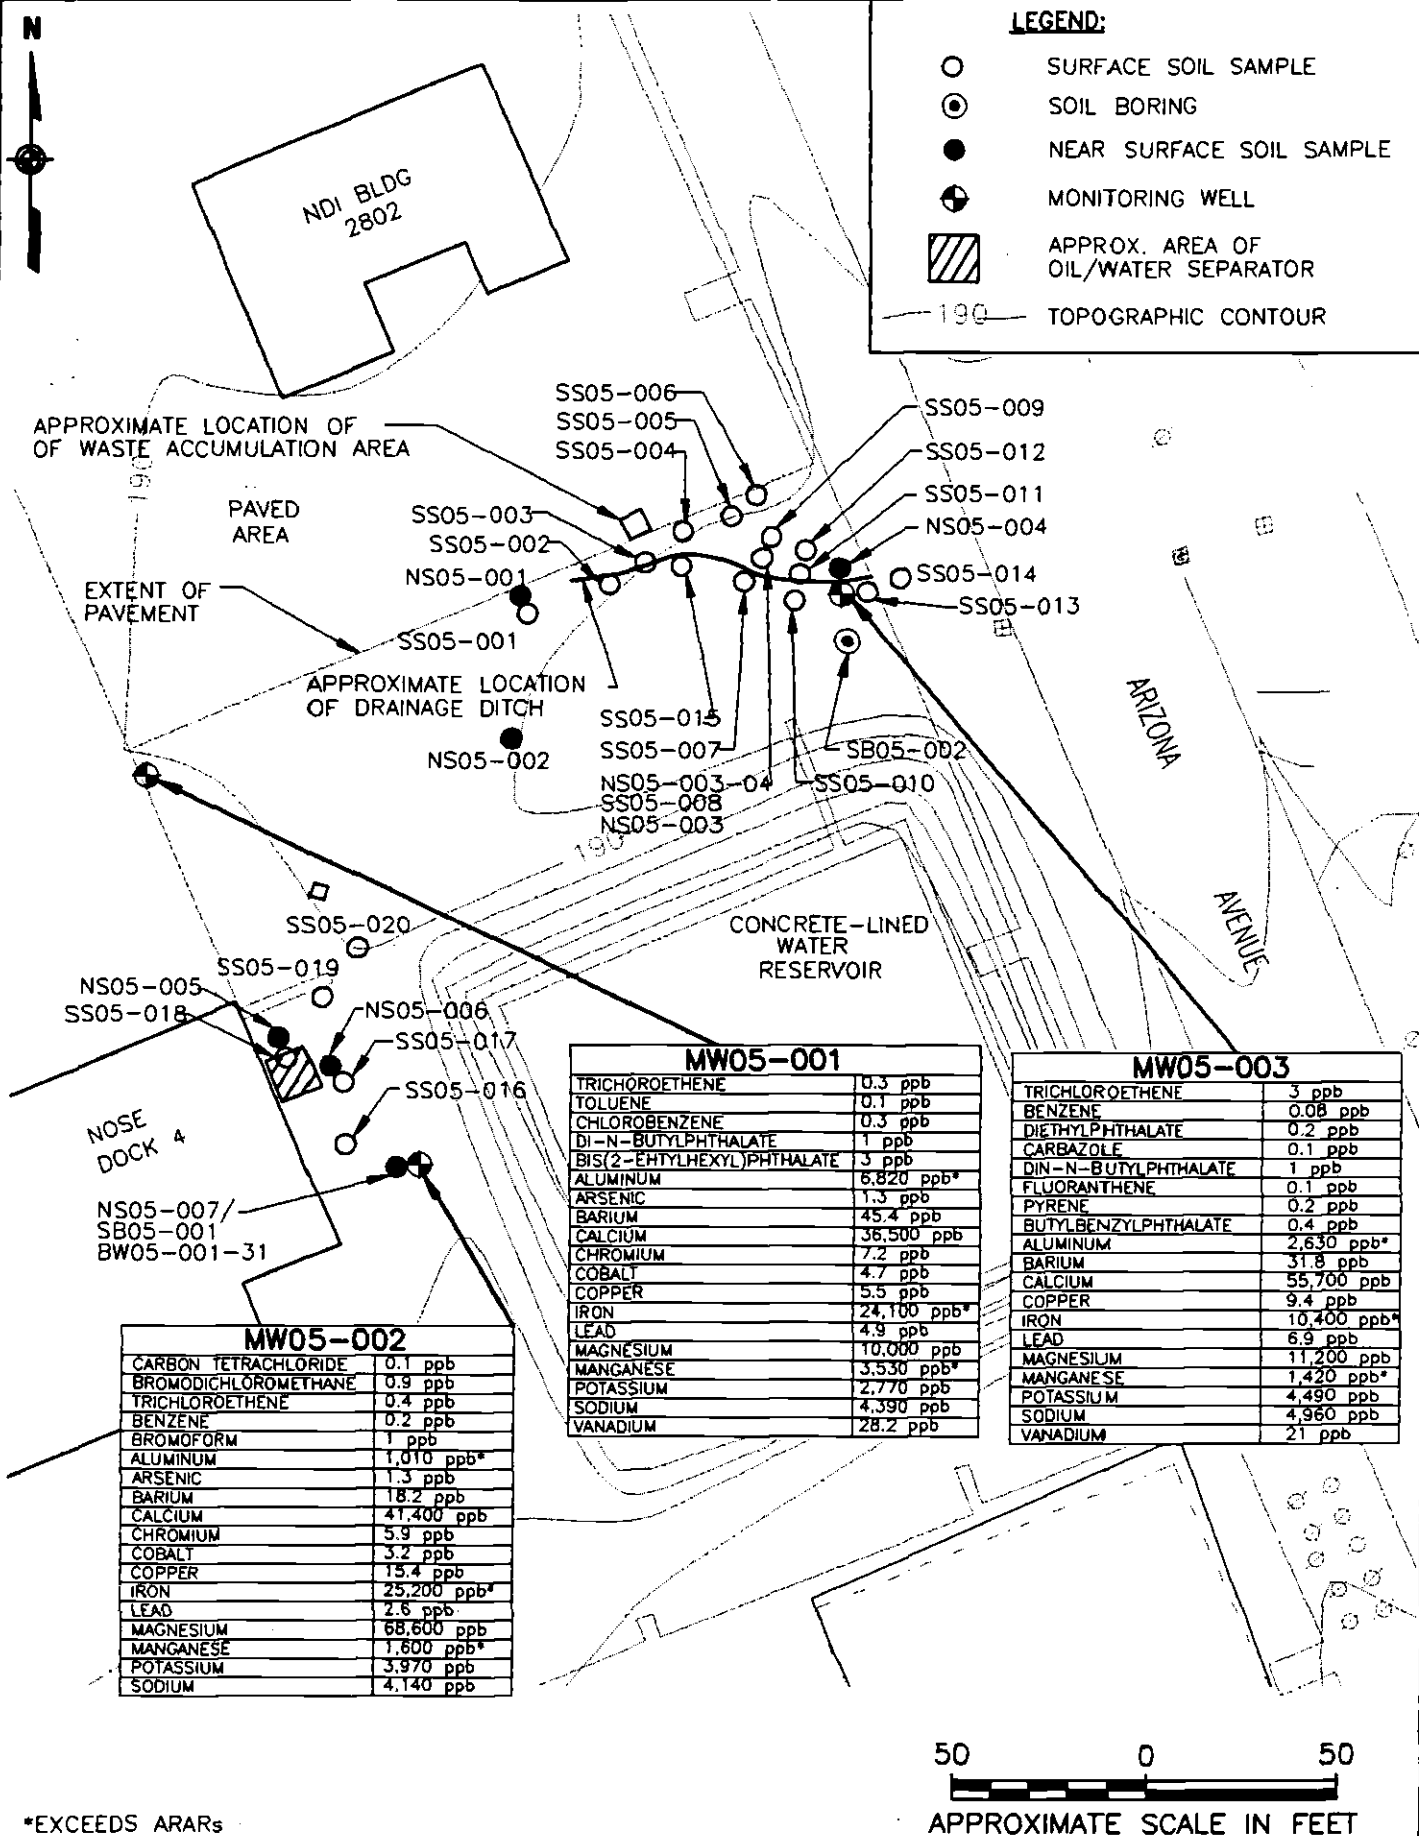 N
LEGEND:
SURFACE SOIL SAMPLE
SOIL BORING
NEAR SURFACE SOIL SAMPLE
MONITORING WELL
APPROX. AREA OF
OIL/WATER SEPARATOR
190
TOPOGRAPHIC CONTOUR
NDI BLDG
2802
APPROXIMATE LOCATION OF
OF WASTE ACCUMULATION AREA
190
PAVED
AREA
EXTENT OF
PAVEMENT
SS05-006
SS05-005
SS05-004
SS05-003
SS05-002
NS05-001
SS05-001
SS05-009
SS05-012
SS05-011
NS05-004
SS05-014
SS05-013
APPROXIMATE LOCATION
OF DRAINAGE DITCH
NS05-002
SS05-015
SS05-007
NS05-003-04
SS05-008
NS05-003
SB05-002
SS05-010
ARIZONA
AVENUE
190
CONCRETE-LINED
WATER
RESERVOIR
SS05-020
SS05-019
NS05-005
SS05-018
NS05-006
SS05-017
SS05-016
NOSE
DOCK 4
NS05-007/
SB05-001
BW05-001-31
MW05-001
TRICHOROETHENE 0.3 ppb
TOLUENE 0.1 ppb
CHLOROBENZENE 0.3 ppb
DI-N-BUTYLPHTHALATE 1 ppb
BIS(2-EHTYLHEXYL)PHTHALATE 3 ppb
ALUMINUM 6,820 ppb*
ARSENIC 1.3 ppb
BARIUM 45.4 ppb
CALCIUM 36,500 ppb
CHROMIUM 7.2 ppb
COBALT 4.7 ppb
COPPER 5.5 ppb
IRON 24,100 ppb*
LEAD 4.9 ppb
MAGNESIUM 10,000 ppb
MANGANESE 3,530 ppb*
POTASSIUM 2,770 ppb
SODIUM 4,390 ppb
VANADIUM 28.2 ppb
MW05-003
TRICHLOROETHENE 3 ppb
BENZENE 0.08 ppb
DIETHYLPHTHALATE 0.2 ppb
CARBAZOLE 0.1 ppb
DIN-N-BUTYLPHTHALATE 1 ppb
FLUORANTHENE 0.1 ppb
PYRENE 0.2 ppb
BUTYLBENZYLPHTHALATE 0.4 ppb
ALUMINUM 2,630 ppb*
BARIUM 31.8 ppb
CALCIUM 55,700 ppb
COPPER 9.4 ppb
IRON 10,400 ppb*
LEAD 6.9 ppb
MAGNESIUM 11,200 ppb
MANGANESE 1,420 ppb*
POTASSIUM 4,490 ppb
SODIUM 4,960 ppb
VANADIUM 21 ppb
MW05-002
CARBON TETRACHLORIDE 0.1 ppb
BROMODICHLOROMETHANE 0.9 ppb
TRICHLOROETHENE 0.4 ppb
BENZENE 0.2 ppb
BROMOFORM 1 ppb
ALUMINUM 1,010 ppb*
ARSENIC 1.3 ppb
BARIUM 18.2 ppb
CALCIUM 41,400 ppb
CHROMIUM 5.9 ppb
COBALT 3.2 ppb
COPPER 15.4 ppb
IRON 25,200 ppb*
LEAD 2.6 ppb
MAGNESIUM 68,600 ppb
MANGANESE 1,600 ppb*
POTASSIUM 3,970 ppb
SODIUM 4,140 ppb
50 0 50
APPROXIMATE SCALE IN FEET
*EXCEEDS ARARs